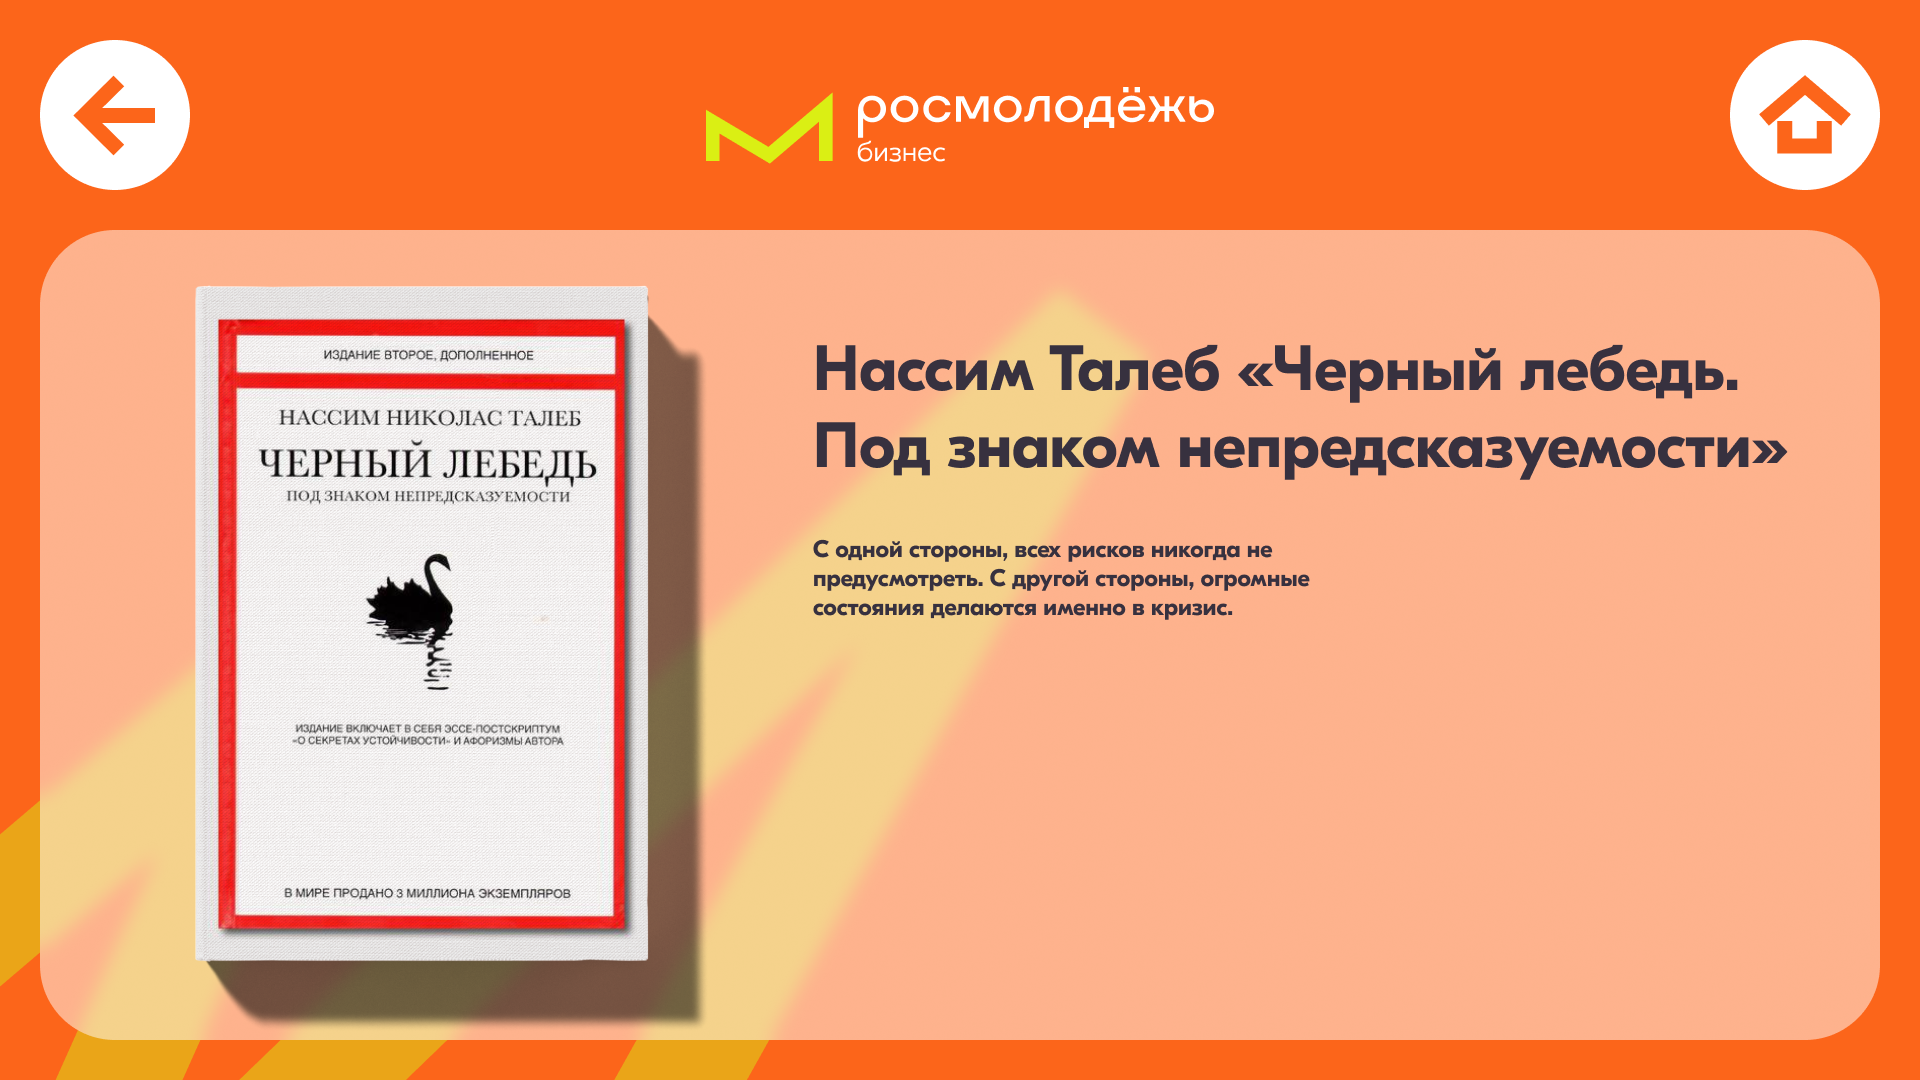 росмолодёжь
бизнес
ИЗДАНИЕ ВТОРОЕ, ДОПОЛНЕННОЕ
НАССИМ НИКОЛАС ТАЛЕБ
ЧЕРНЫЙ ЛЕБЕДЬ
ПОД ЗНАКОМ НЕПРЕДСКАЗУЕМОСТИ
ИЗДАНИЕ ВКЛЮЧАЕТ В СЕБЯ ЭССЕ-ПОСТСКРИПТУМ
«О СЕКРЕТАХ УСТОЙЧИВОСТИ» И АФОРИЗМЫ АВТОРА
В МИРЕ ПРОДАНО 3 МИЛЛИОНА ЭКЗЕМПЛЯРОВ
Нассим Талеб «Черный лебедь.
Под знаком непредсказуемости»
С одной стороны, всех рисков никогда не
предусмотреть. С другой стороны, огромные
состояния делаются именно в кризис.